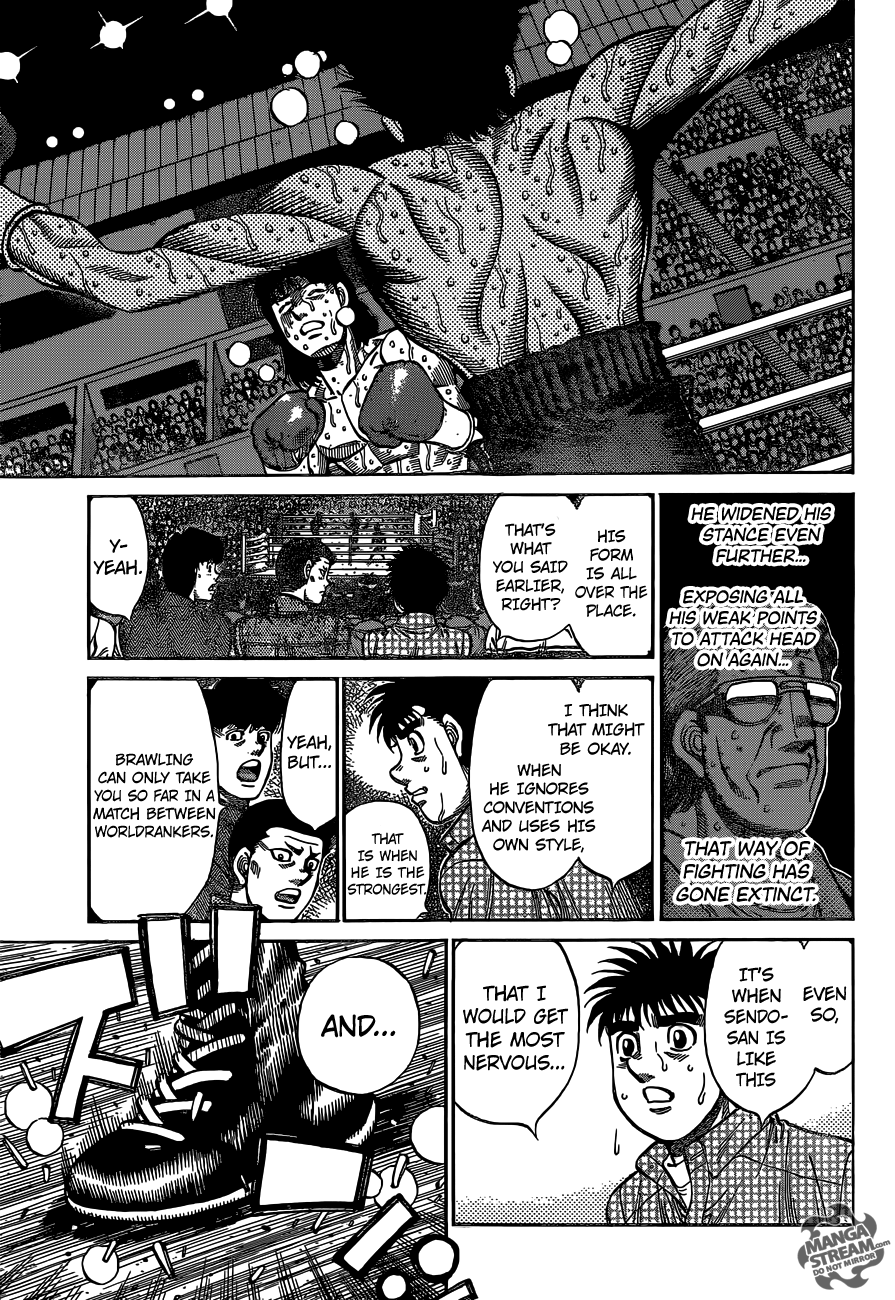 HE WIDENED HIS
STANCE EVEN
FURTHER...
EXPOSING ALL
HIS WEAK POINTS
TO ATTACK HEAD
ON AGAIN...
THAT WAY OF
FIGHTING HAS
GONE EXTINCT.
HIS
FORM
IS ALL
OVER THE
PLACE.
THAT'S
WHAT
YOU SAID
EARLIER,
RIGHT?
Y-
YEAH.
I THINK
THAT MIGHT
BE OKAY.
WHEN
HE IGNORES
CONVENTIONS
AND USES HIS
OWN STYLE,
THAT
IS WHEN
HE IS THE
STRONGEST.
YEAH,
BUT...
BRAWLING
CAN ONLY TAKE
YOU SO FAR IN A
MATCH BETWEEN
WORLDRANKERS.
EVEN
SO,
IT'S
WHEN
SENDO-
SAN IS
LIKE
THIS
THAT I
WOULD GET
THE MOST
NERVOUS...
AND...
MANGA
STREAM.com
DO NOT MIRROR